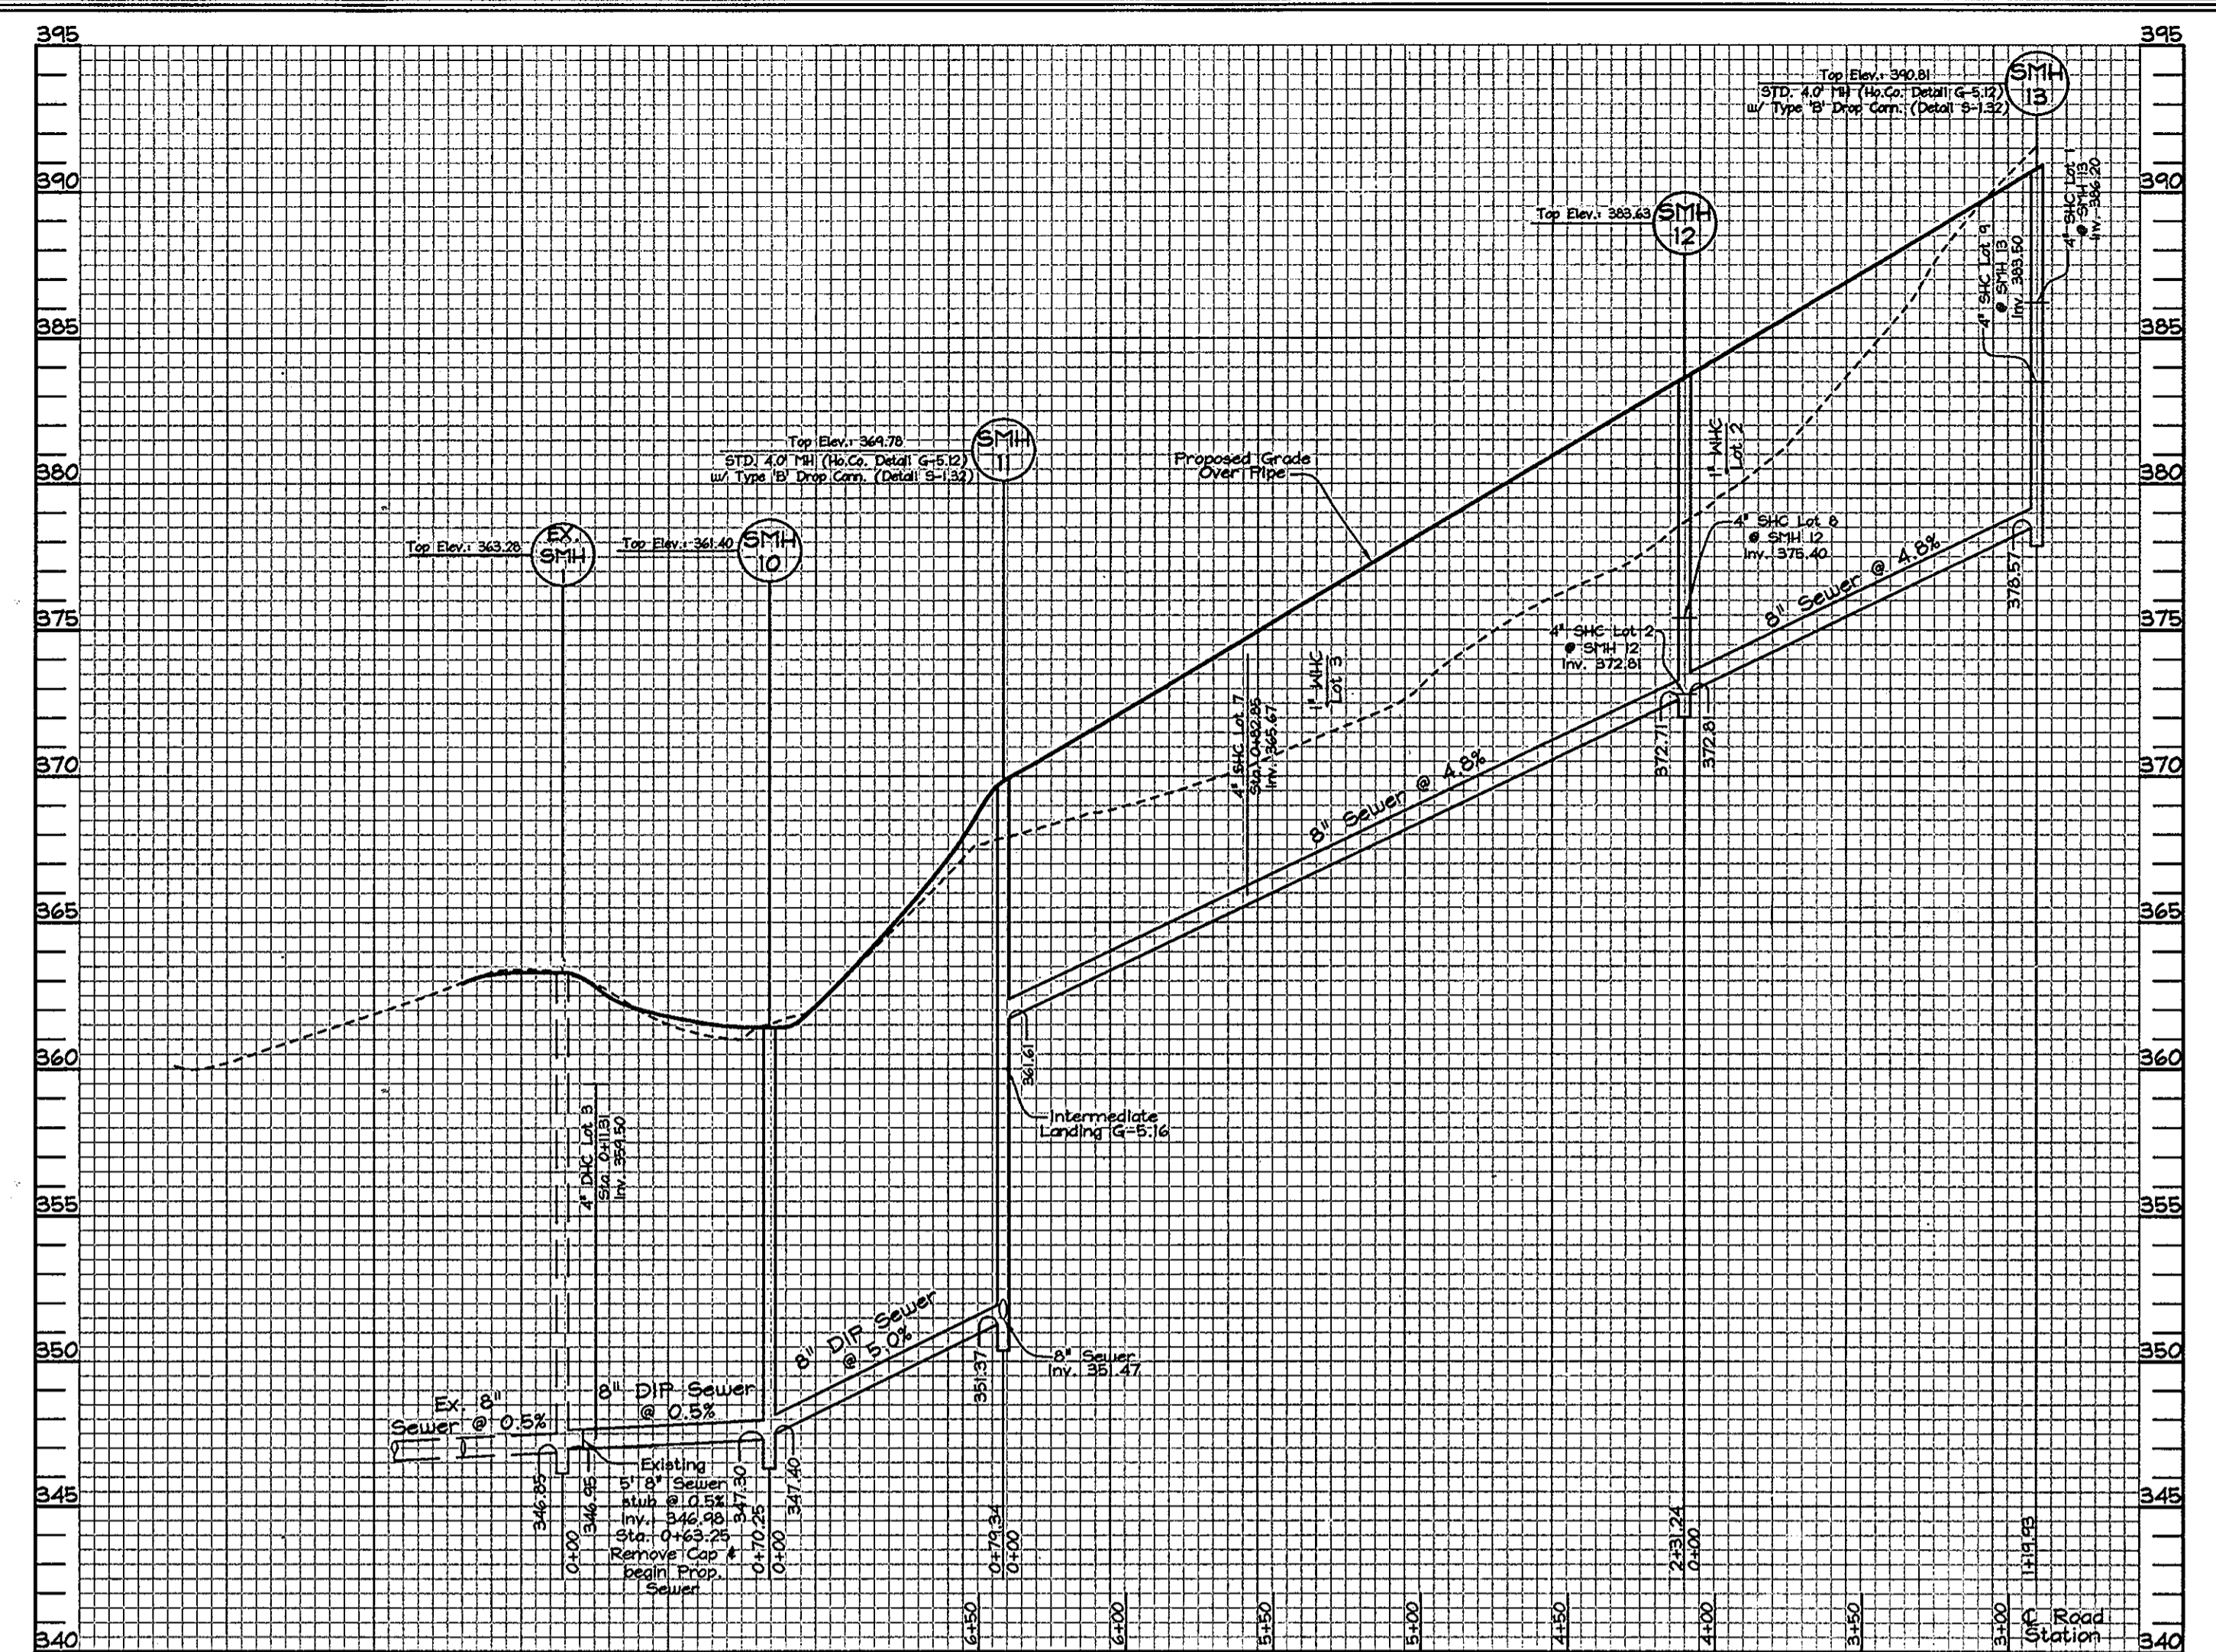 395
395
Top Elev.: 390.81
STD. 4.0' MH (Ho.Co. Detail G-5.12)
w/ Type 'B' Drop Conn. (Detail S-1.32)
SMH
13
390
390
4" SHC Lot 1
@ SMH 13
Inv. 386.20
Top Elev.: 383.63
SMH
12
4" SHC Lot 9
@ SMH 13
Inv. 383.50
385
385
Top Elev.: 369.78
STD. 4.0' MH (Ho.Co. Detail G-5.12)
w/ Type 'B' Drop Conn. (Detail S-1.32)
SMH
11
Proposed Grade
Over Pipe
1" WHC
Lot 2
380
380
Top Elev.: 363.28
EX.
SMH
1
Top Elev.: 361.40
SMH
10
4" SHC Lot 8
@ SMH 12
Inv. 375.40
8" Sewer @ 4.8%
378.57
375
375
4" SHC Lot 2
@ SMH 12
Inv. 372.81
1" WHC
Lot 3
4" SHC Lot 7
Sta. 0+82.85
Inv. 365.67
372.71
372.81
370
370
8" Sewer @ 4.8%
365
365
360
360
361.61
Intermediate
Landing G-5.16
4" DHC Lot 3
Sta. 0+11.31
Inv. 359.50
355
355
8" DIP Sewer
@ 5.0%
350
350
351.37
8" Sewer
Inv. 351.47
Ex. 8"
Sewer @ 0.5%
8" DIP Sewer
@ 0.5%
346.85
346.95
347.30
347.40
Existing
5' 8" Sewer
stub @ 0.5%
Inv. 346.98
Sta. 0+63.25
Remove Cap &
begin Prop.
Sewer
345
345
0+00
0+70.25
0+00
0+79.34
0+00
2+31.24
0+00
1+19.93
340
6+50
6+00
5+50
5+00
4+50
4+00
3+50
3+00
Road
Station
340